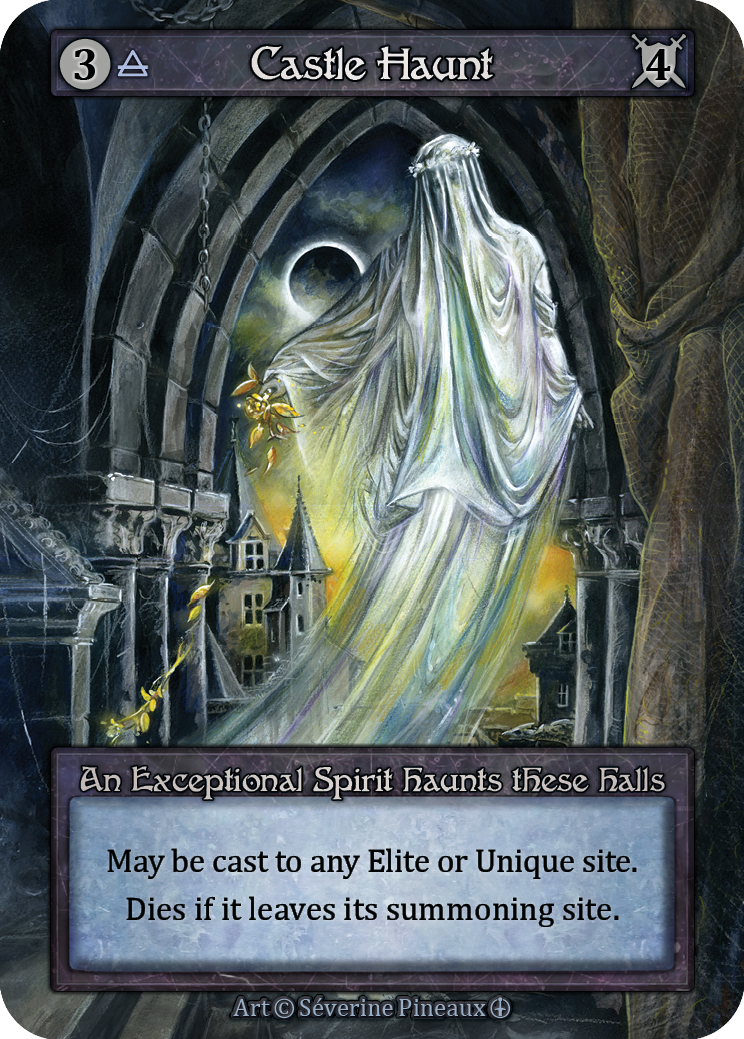 3 Castle Haunt 4
An Exceptional Spirit haunts these halls
May be cast to any Elite or Unique site.
Dies if it leaves its summoning site.
Art © Séverine Pineaux